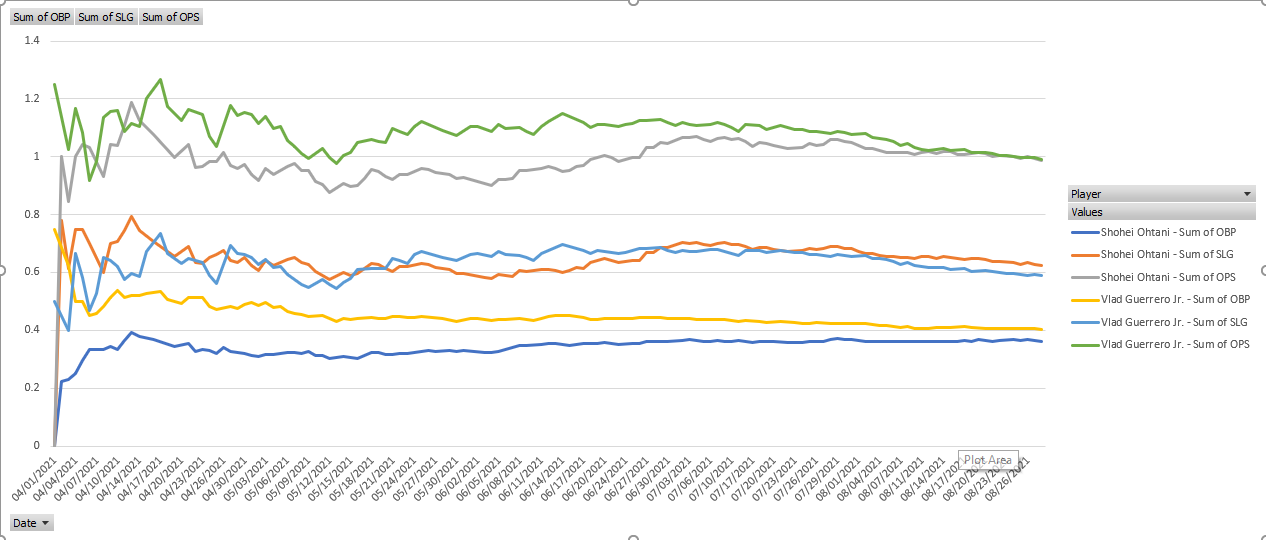 Sum of OBP Sum of SLG Sum of OPS
1.4
1.2
1
0.8
0.6
0.4
0.2
0
04/01/2021 04/04/2021 04/07/2021 04/10/2021 04/14/2021 04/17/2021 04/20/2021 04/23/2021 04/26/2021 04/30/2021 05/03/2021 05/06/2021 05/09/2021 05/12/2021 05/15/2021 05/18/2021 05/21/2021 05/25/2021 05/28/2021 05/30/2021 06/02/2021 06/05/2021 06/08/2021 06/11/2021 06/14/2021 06/17/2021 06/20/2021 06/24/2021 06/27/2021 06/30/2021 07/03/2021 07/07/2021 07/10/2021 07/16/2021 07/20/2021 07/23/2021 07/26/2021 07/29/2021 08/01/2021 08/04/2021 08/08/2021 08/11/2021 08/14/2021 08/17/2021 08/20/2021 08/23/2021 08/26/2021
Plot Area
Date
Player
Values
Shohei Ohtani - Sum of OBP
Shohei Ohtani - Sum of SLG
Shohei Ohtani - Sum of OPS
Vlad Guerrero Jr. - Sum of OBP
Vlad Guerrero Jr. - Sum of SLG
Vlad Guerrero Jr. - Sum of OPS